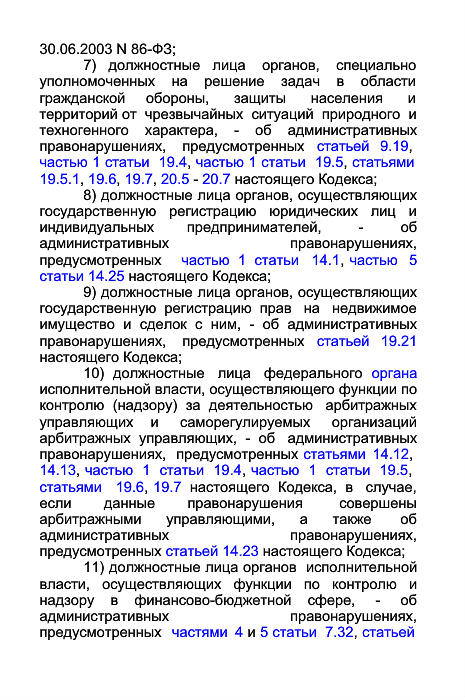 30.06.2003 N 86-ФЗ;
7) должностные лица органов, специально
уполномоченных на решение задач в области
гражданской обороны, защиты населения и
территорий от чрезвычайных ситуаций природного и
техногенного характера, - об административных
правонарушениях, предусмотренных статьей 9.19,
частью 1 статьи 19.4, частью 1 статьи 19.5, статьями
19.5.1, 19.6, 19.7, 20.5 - 20.7 настоящего Кодекса;
8) должностные лица органов, осуществляющих
государственную регистрацию юридических лиц и
индивидуальных предпринимателей, - об
административных правонарушениях,
предусмотренных частью 1 статьи 14.1, частью 5
статьи 14.25 настоящего Кодекса;
9) должностные лица органов, осуществляющих
государственную регистрацию прав на недвижимое
имущество и сделок с ним, - об административных
правонарушениях, предусмотренных статьей 19.21
настоящего Кодекса;
10) должностные лица федерального органа
исполнительной власти, осуществляющего функции по
контролю (надзору) за деятельностью арбитражных
управляющих и саморегулируемых организаций
арбитражных управляющих, - об административных
правонарушениях, предусмотренных статьями 14.12,
14.13, частью 1 статьи 19.4, частью 1 статьи 19.5,
статьями 19.6, 19.7 настоящего Кодекса, в случае,
если данные правонарушения совершены
арбитражными управляющими, а также об
административных правонарушениях,
предусмотренных статьей 14.23 настоящего Кодекса;
11) должностные лица органов исполнительной
власти, осуществляющих функции по контролю и
надзору в финансово-бюджетной сфере, - об
административных правонарушениях,
предусмотренных частями 4 и 5 статьи 7.32, статьей